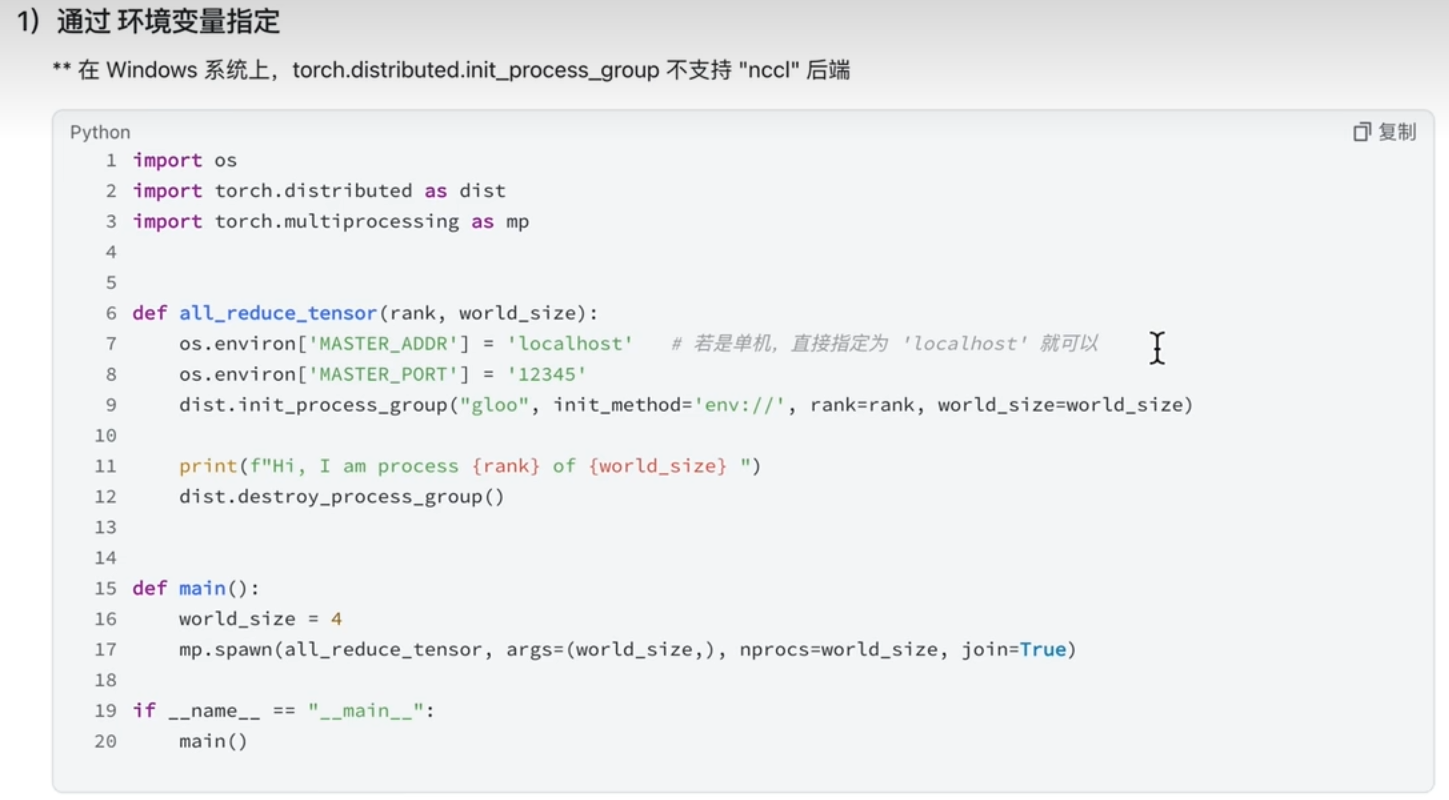 1) 通过 环境变量指定
** 在 Windows 系统上，torch.distributed.init_process_group 不支持 "nccl" 后端
Python
复制
1 import os
2 import torch.distributed as dist
3 import torch.multiprocessing as mp
4
5
6 def all_reduce_tensor(rank, world_size):
7     os.environ['MASTER_ADDR'] = 'localhost'   # 若是单机，直接指定为 'localhost' 就可以
8     os.environ['MASTER_PORT'] = '12345'
9     dist.init_process_group("gloo", init_method='env://', rank=rank, world_size=world_size)
10
11     print(f"Hi, I am process {rank} of {world_size} ")
12     dist.destroy_process_group()
13
14
15 def main():
16     world_size = 4
17     mp.spawn(all_reduce_tensor, args=(world_size,), nprocs=world_size, join=True)
18
19 if __name__ == "__main__":
20     main()